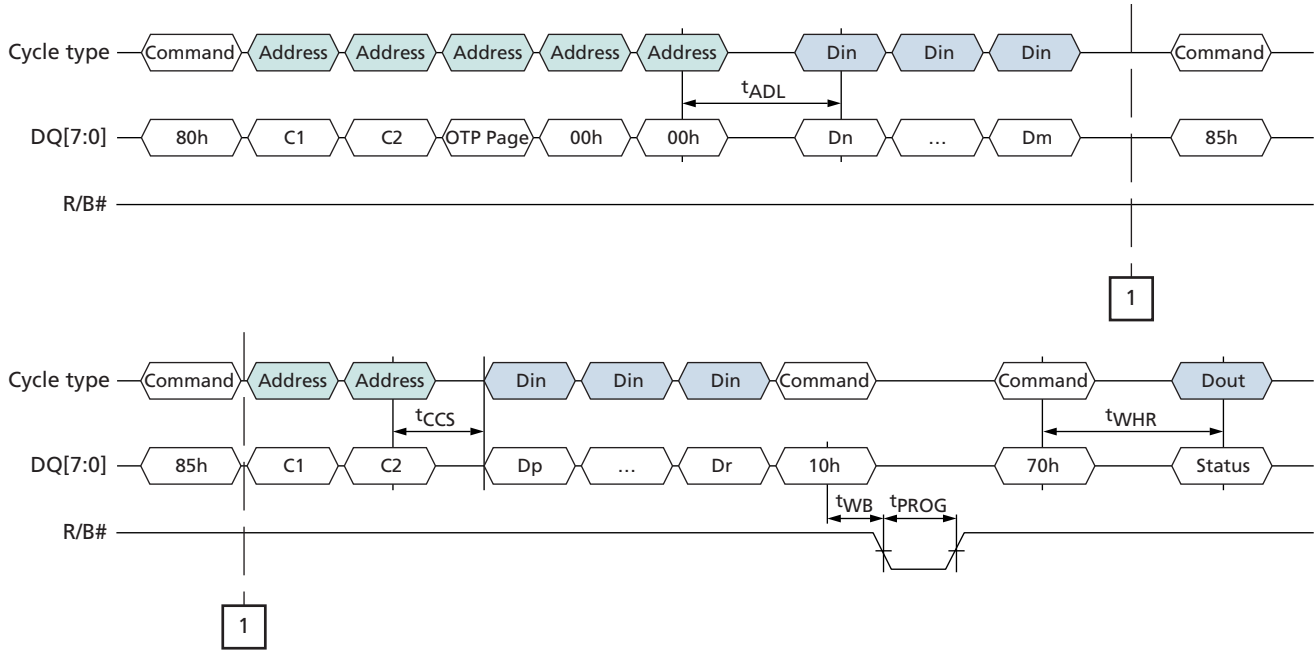 Cycle type Command Address Address Address Address Address Din Din Din Command
tADL
DQ[7:0] 80h C1 C2 OTP Page 00h 00h Dn … Dm 85h
R/B#
1
Cycle type Command Address Address Din Din Din Command Command Dout
tCCS tWHR
DQ[7:0] 85h C1 C2 Dp … Dr 10h 70h Status
tWB tPROG
R/B#
1